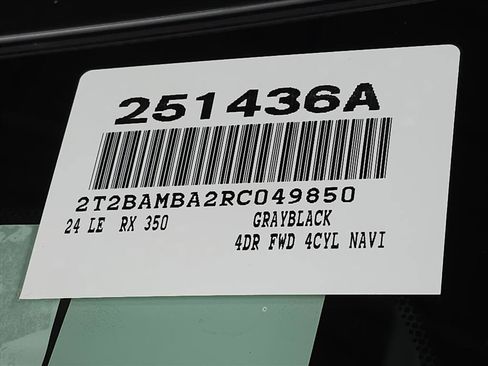 251436A
2T2BAMBA2RC049850
24 LE RX 350 GRAYBLACK
4DR FWD 4CYL NAVI